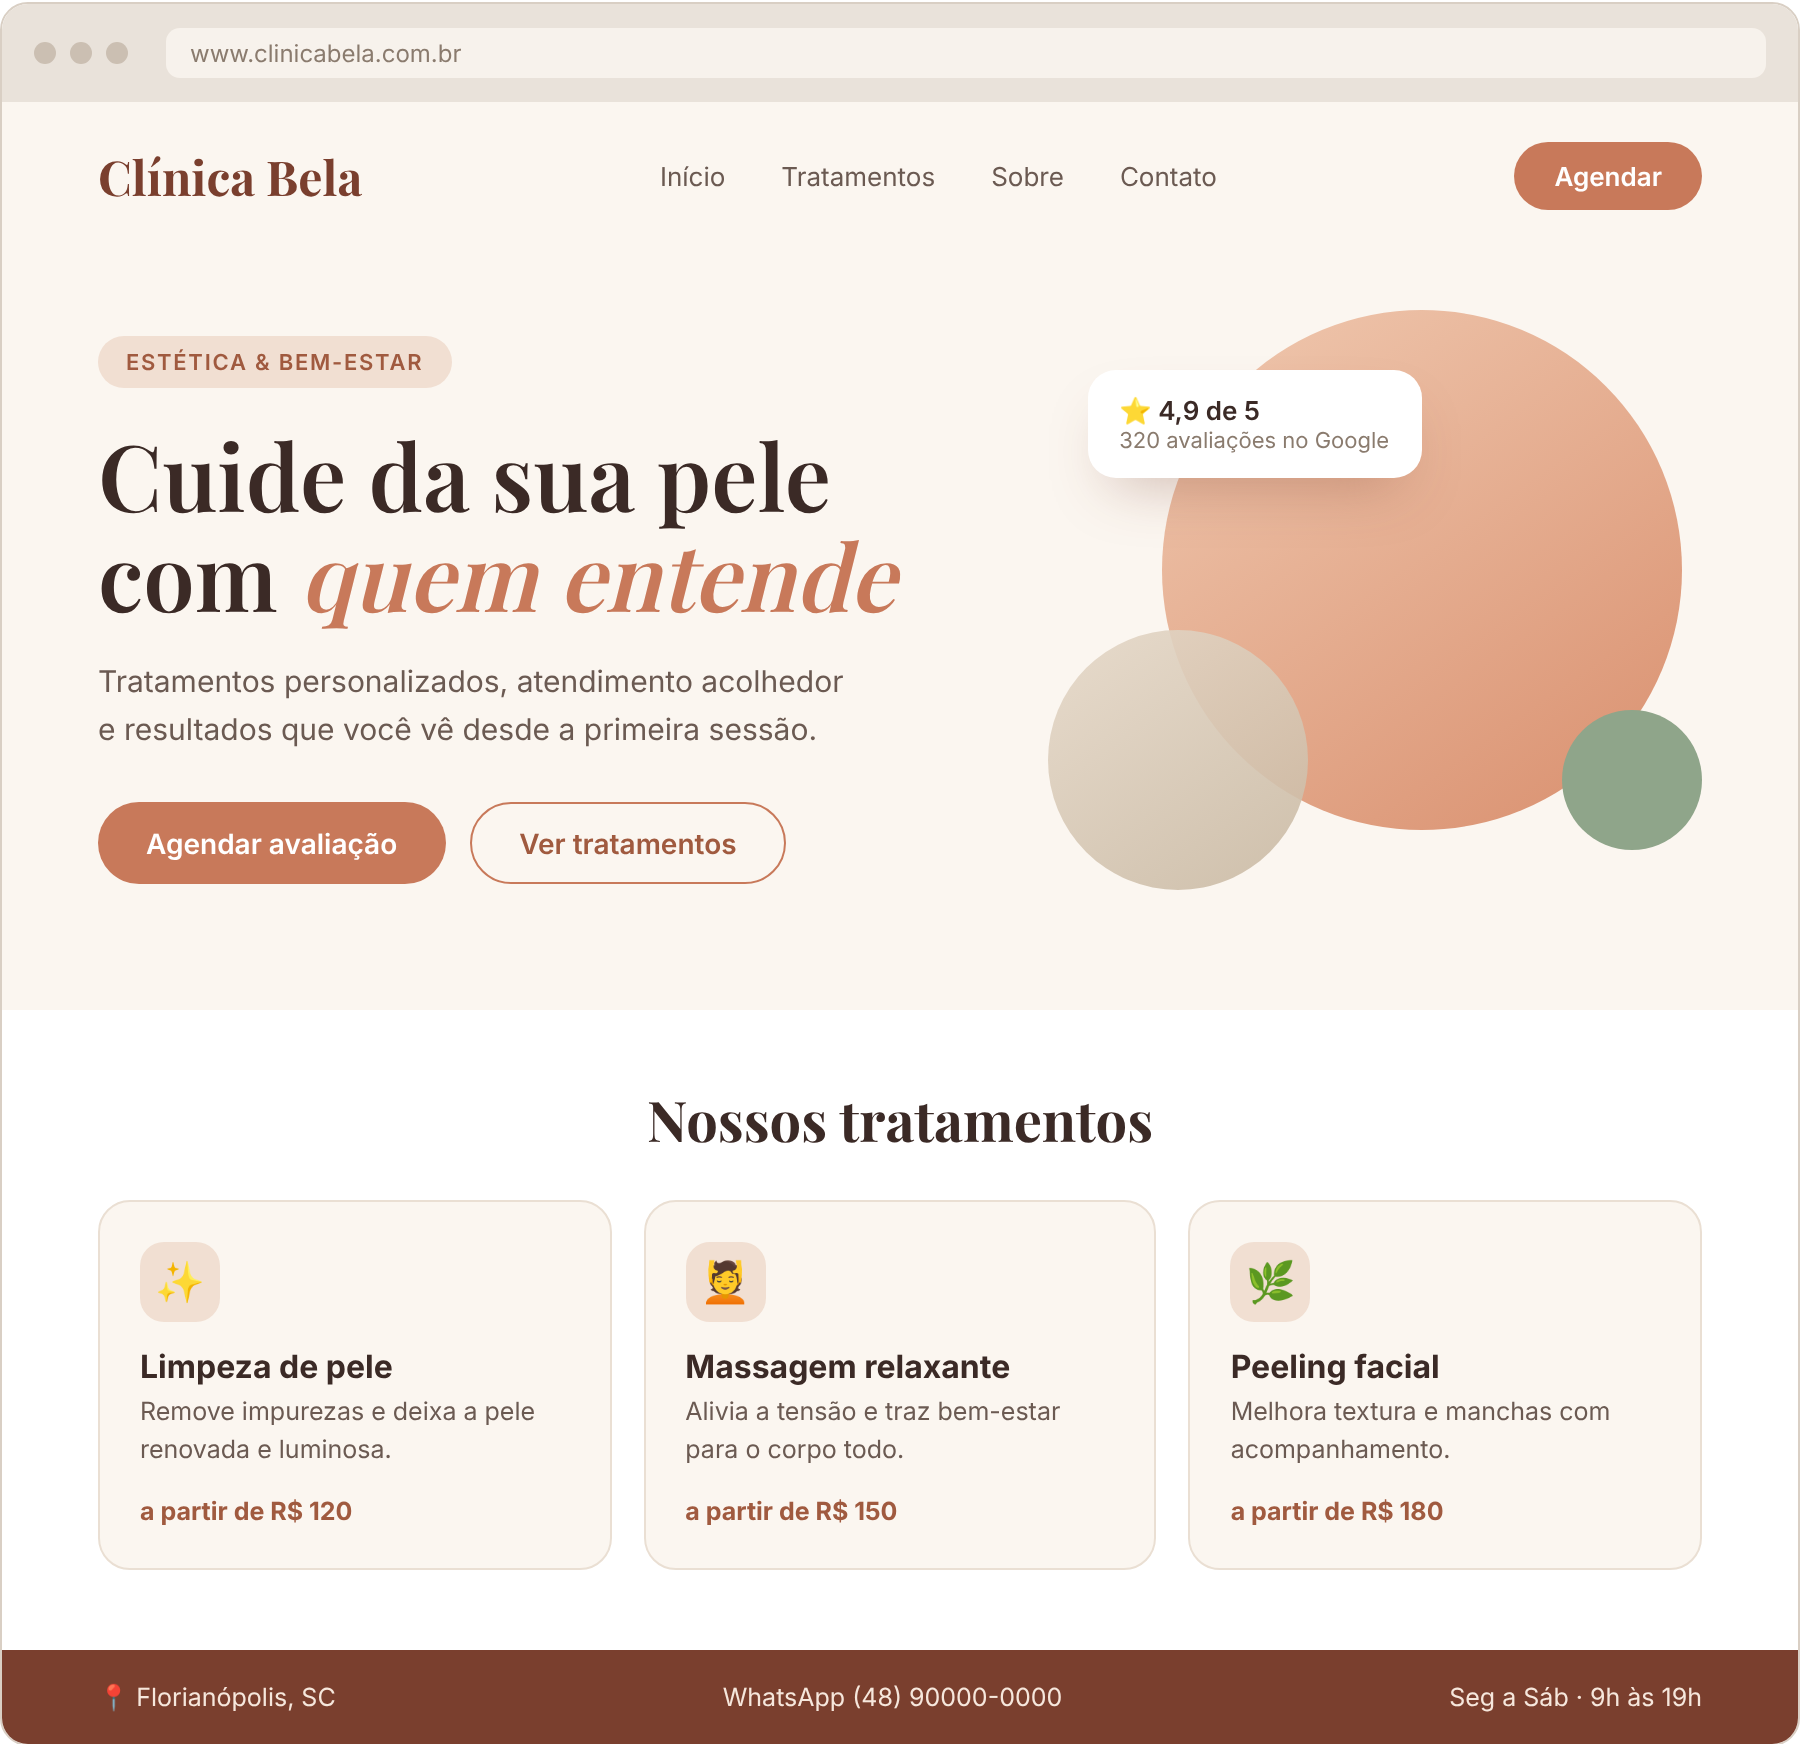 www.clinicabela.com.br
Clínica Bela
Início
Tratamentos
Sobre
Contato
Agendar
ESTÉTICA & BEM-ESTAR
Cuide da sua pele
com quem entende
Tratamentos personalizados, atendimento acolhedor
e resultados que você vê desde a primeira sessão.
Agendar avaliação
Ver tratamentos
⭐ 4,9 de 5
320 avaliações no Google
Nossos tratamentos
Limpeza de pele
Remove impurezas e deixa a pele
renovada e luminosa.
a partir de R$ 120
Massagem relaxante
Alivia a tensão e traz bem-estar
para o corpo todo.
a partir de R$ 150
Peeling facial
Melhora textura e manchas com
acompanhamento.
a partir de R$ 180
📍 Florianópolis, SC
WhatsApp (48) 90000-0000
Seg a Sáb · 9h às 19h